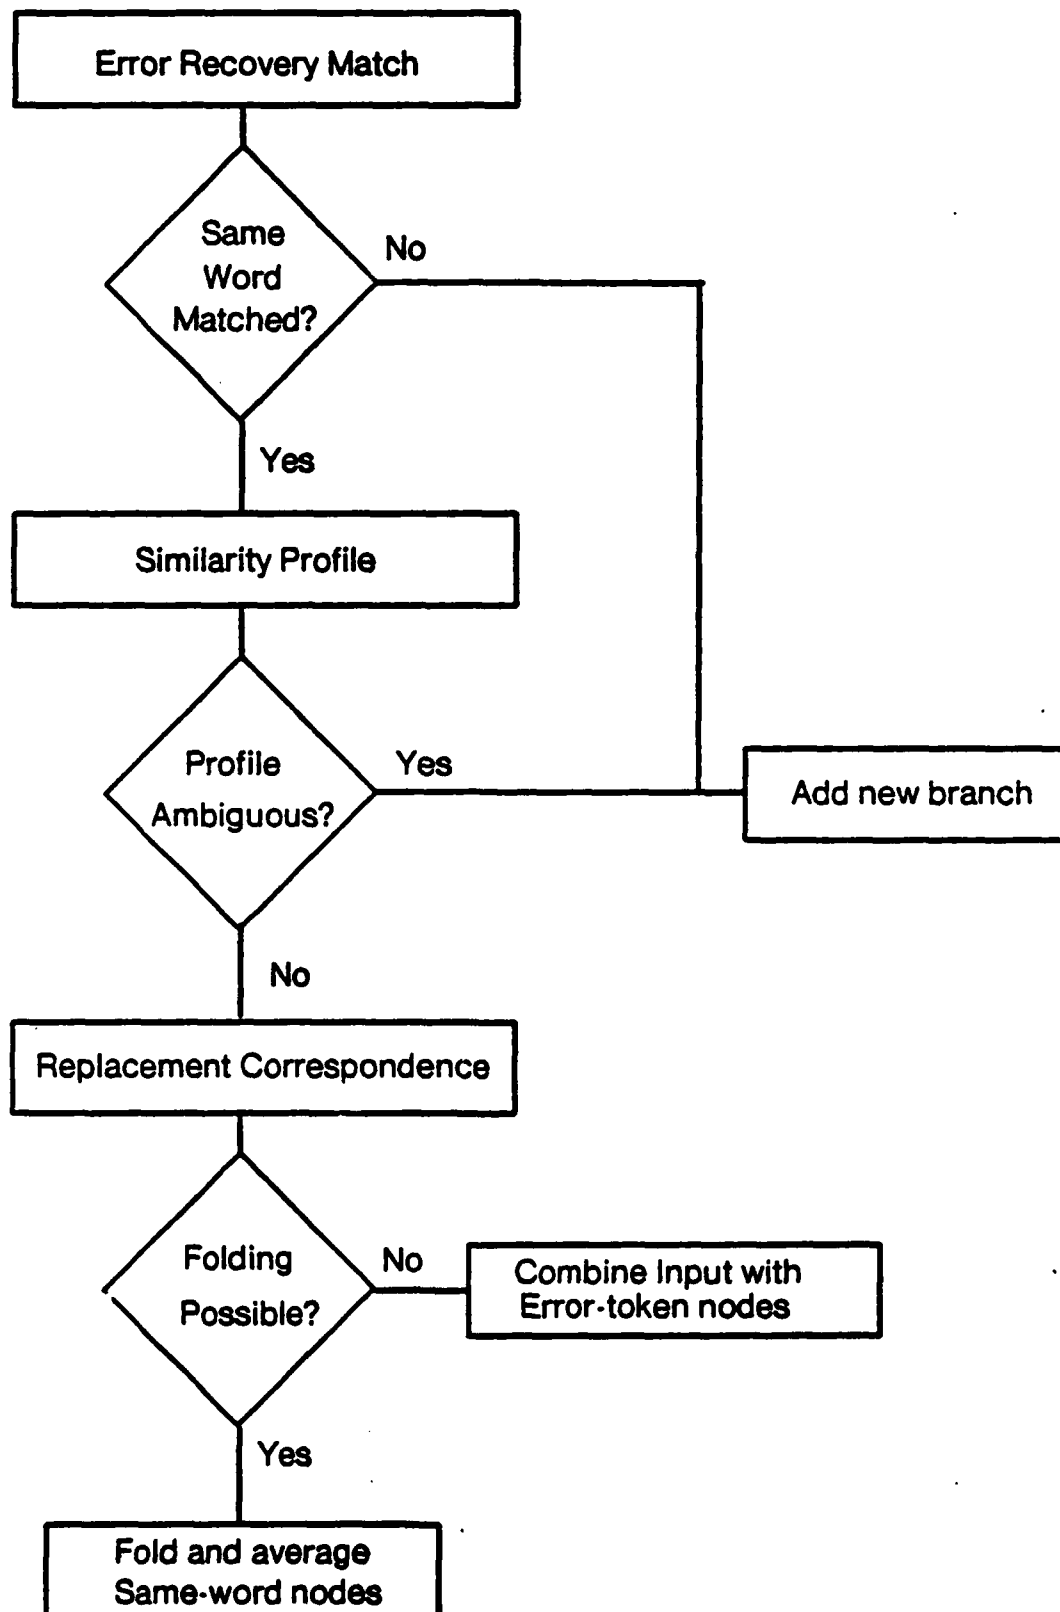 Error Recovery Match
Same
Word
Matched?
No
Yes
Similarity Profile
Profile
Ambiguous?
Yes
Add new branch
No
Replacement Correspondence
Folding
Possible?
No
Combine Input with
Error-token nodes
Yes
Fold and average
Same-word nodes